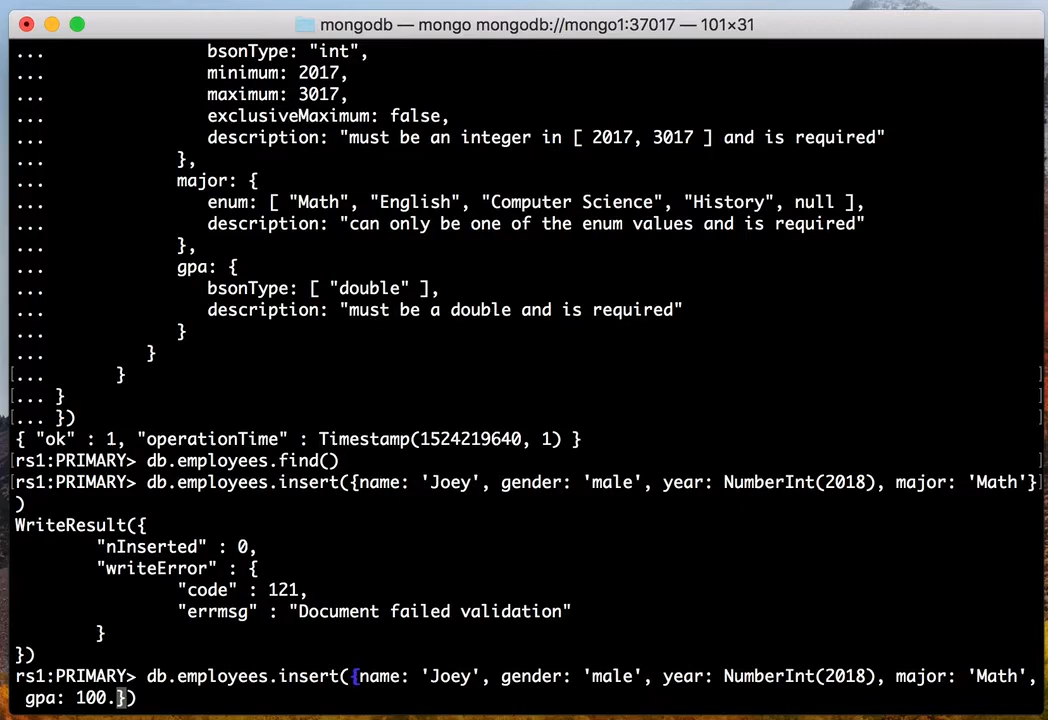 mongodb — mongo mongodb://mongo1:37017 — 101×31
... bsonType: "int",
... minimum: 2017,
... maximum: 3017,
... exclusiveMaximum: false,
... description: "must be an integer in [ 2017, 3017 ] and is required"
... },
... major: {
... enum: [ "Math", "English", "Computer Science", "History", null ],
... description: "can only be one of the enum values and is required"
... },
... gpa: {
... bsonType: [ "double" ],
... description: "must be a double and is required"
... }
... }
[... } ]
[... } ]
[... }) ]
{ "ok" : 1, "operationTime" : Timestamp(1524219640, 1) }
[rs1:PRIMARY> db.employees.find() ]
[rs1:PRIMARY> db.employees.insert({name: 'Joey', gender: 'male', year: NumberInt(2018), major: 'Math'}]
)
WriteResult({
"nInserted" : 0,
"writeError" : {
"code" : 121,
"errmsg" : "Document failed validation"
}
})
rs1:PRIMARY> db.employees.insert({name: 'Joey', gender: 'male', year: NumberInt(2018), major: 'Math',
gpa: 100.})